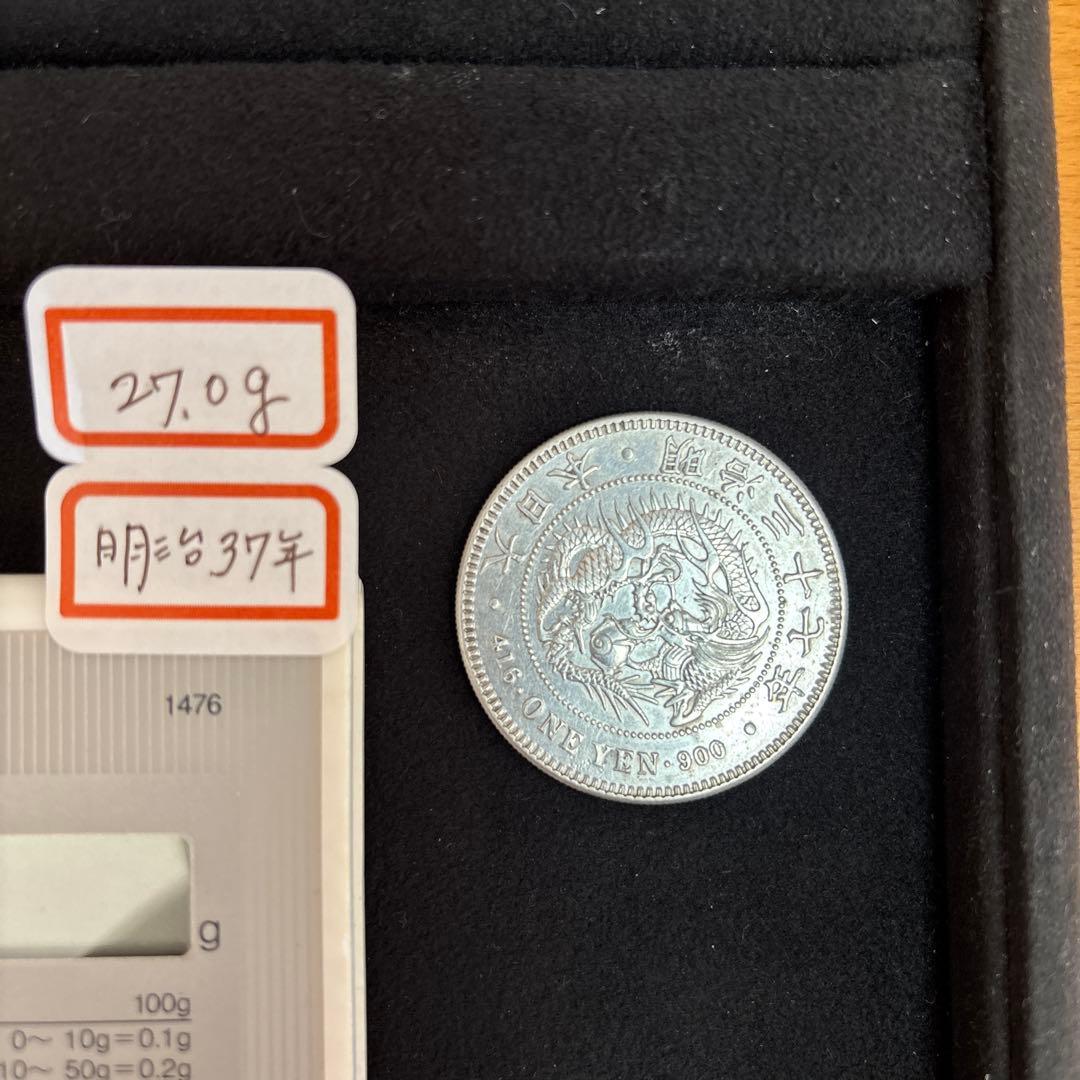 27.0g
明治37年
1476
g
100g
0〜 10g=0.1g
10〜 50g=0.2g
大日本 · 明治三十七年 ·
416 · ONE YEN · 900